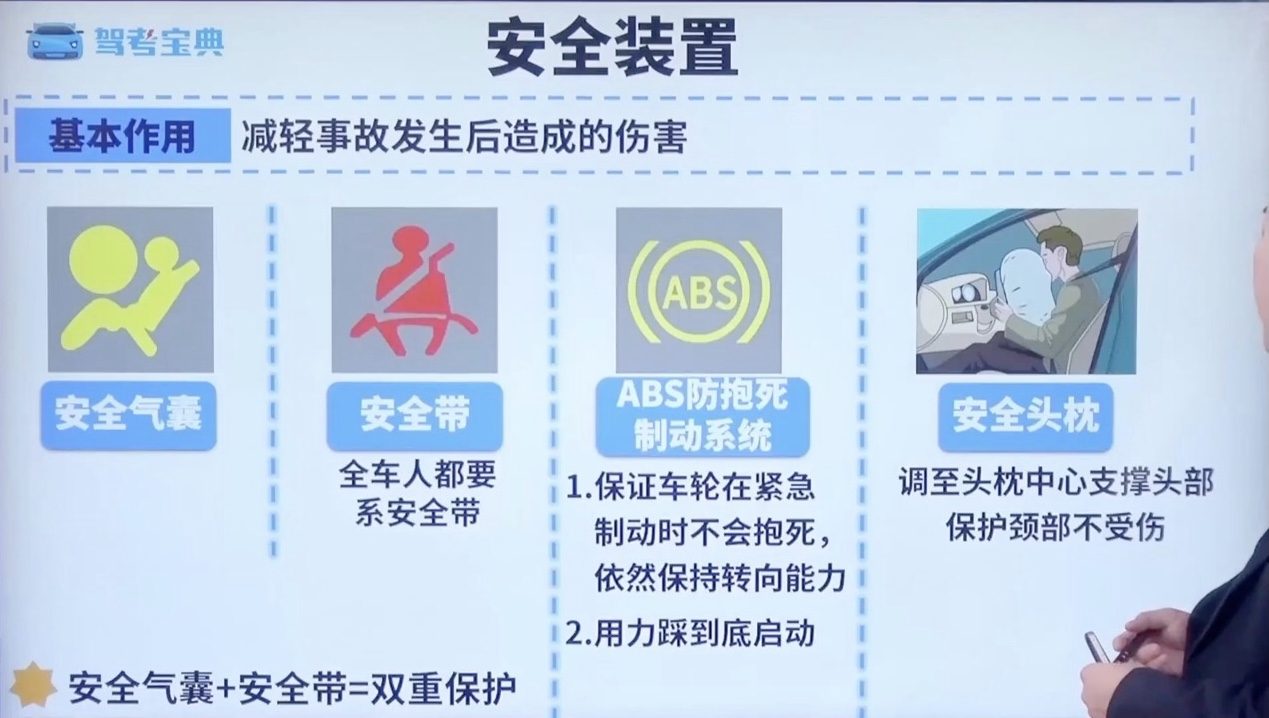 驾考宝典
安全装置
基本作用
减轻事故发生后造成的伤害
安全气囊
安全带
全车人都要
系安全带
ABS
ABS防抱死
制动系统
1.保证车轮在紧急
制动时不会抱死，
依然保持转向能力
2.用力踩到底启动
安全头枕
调至头枕中心支撑头部
保护颈部不受伤
安全气囊+安全带=双重保护